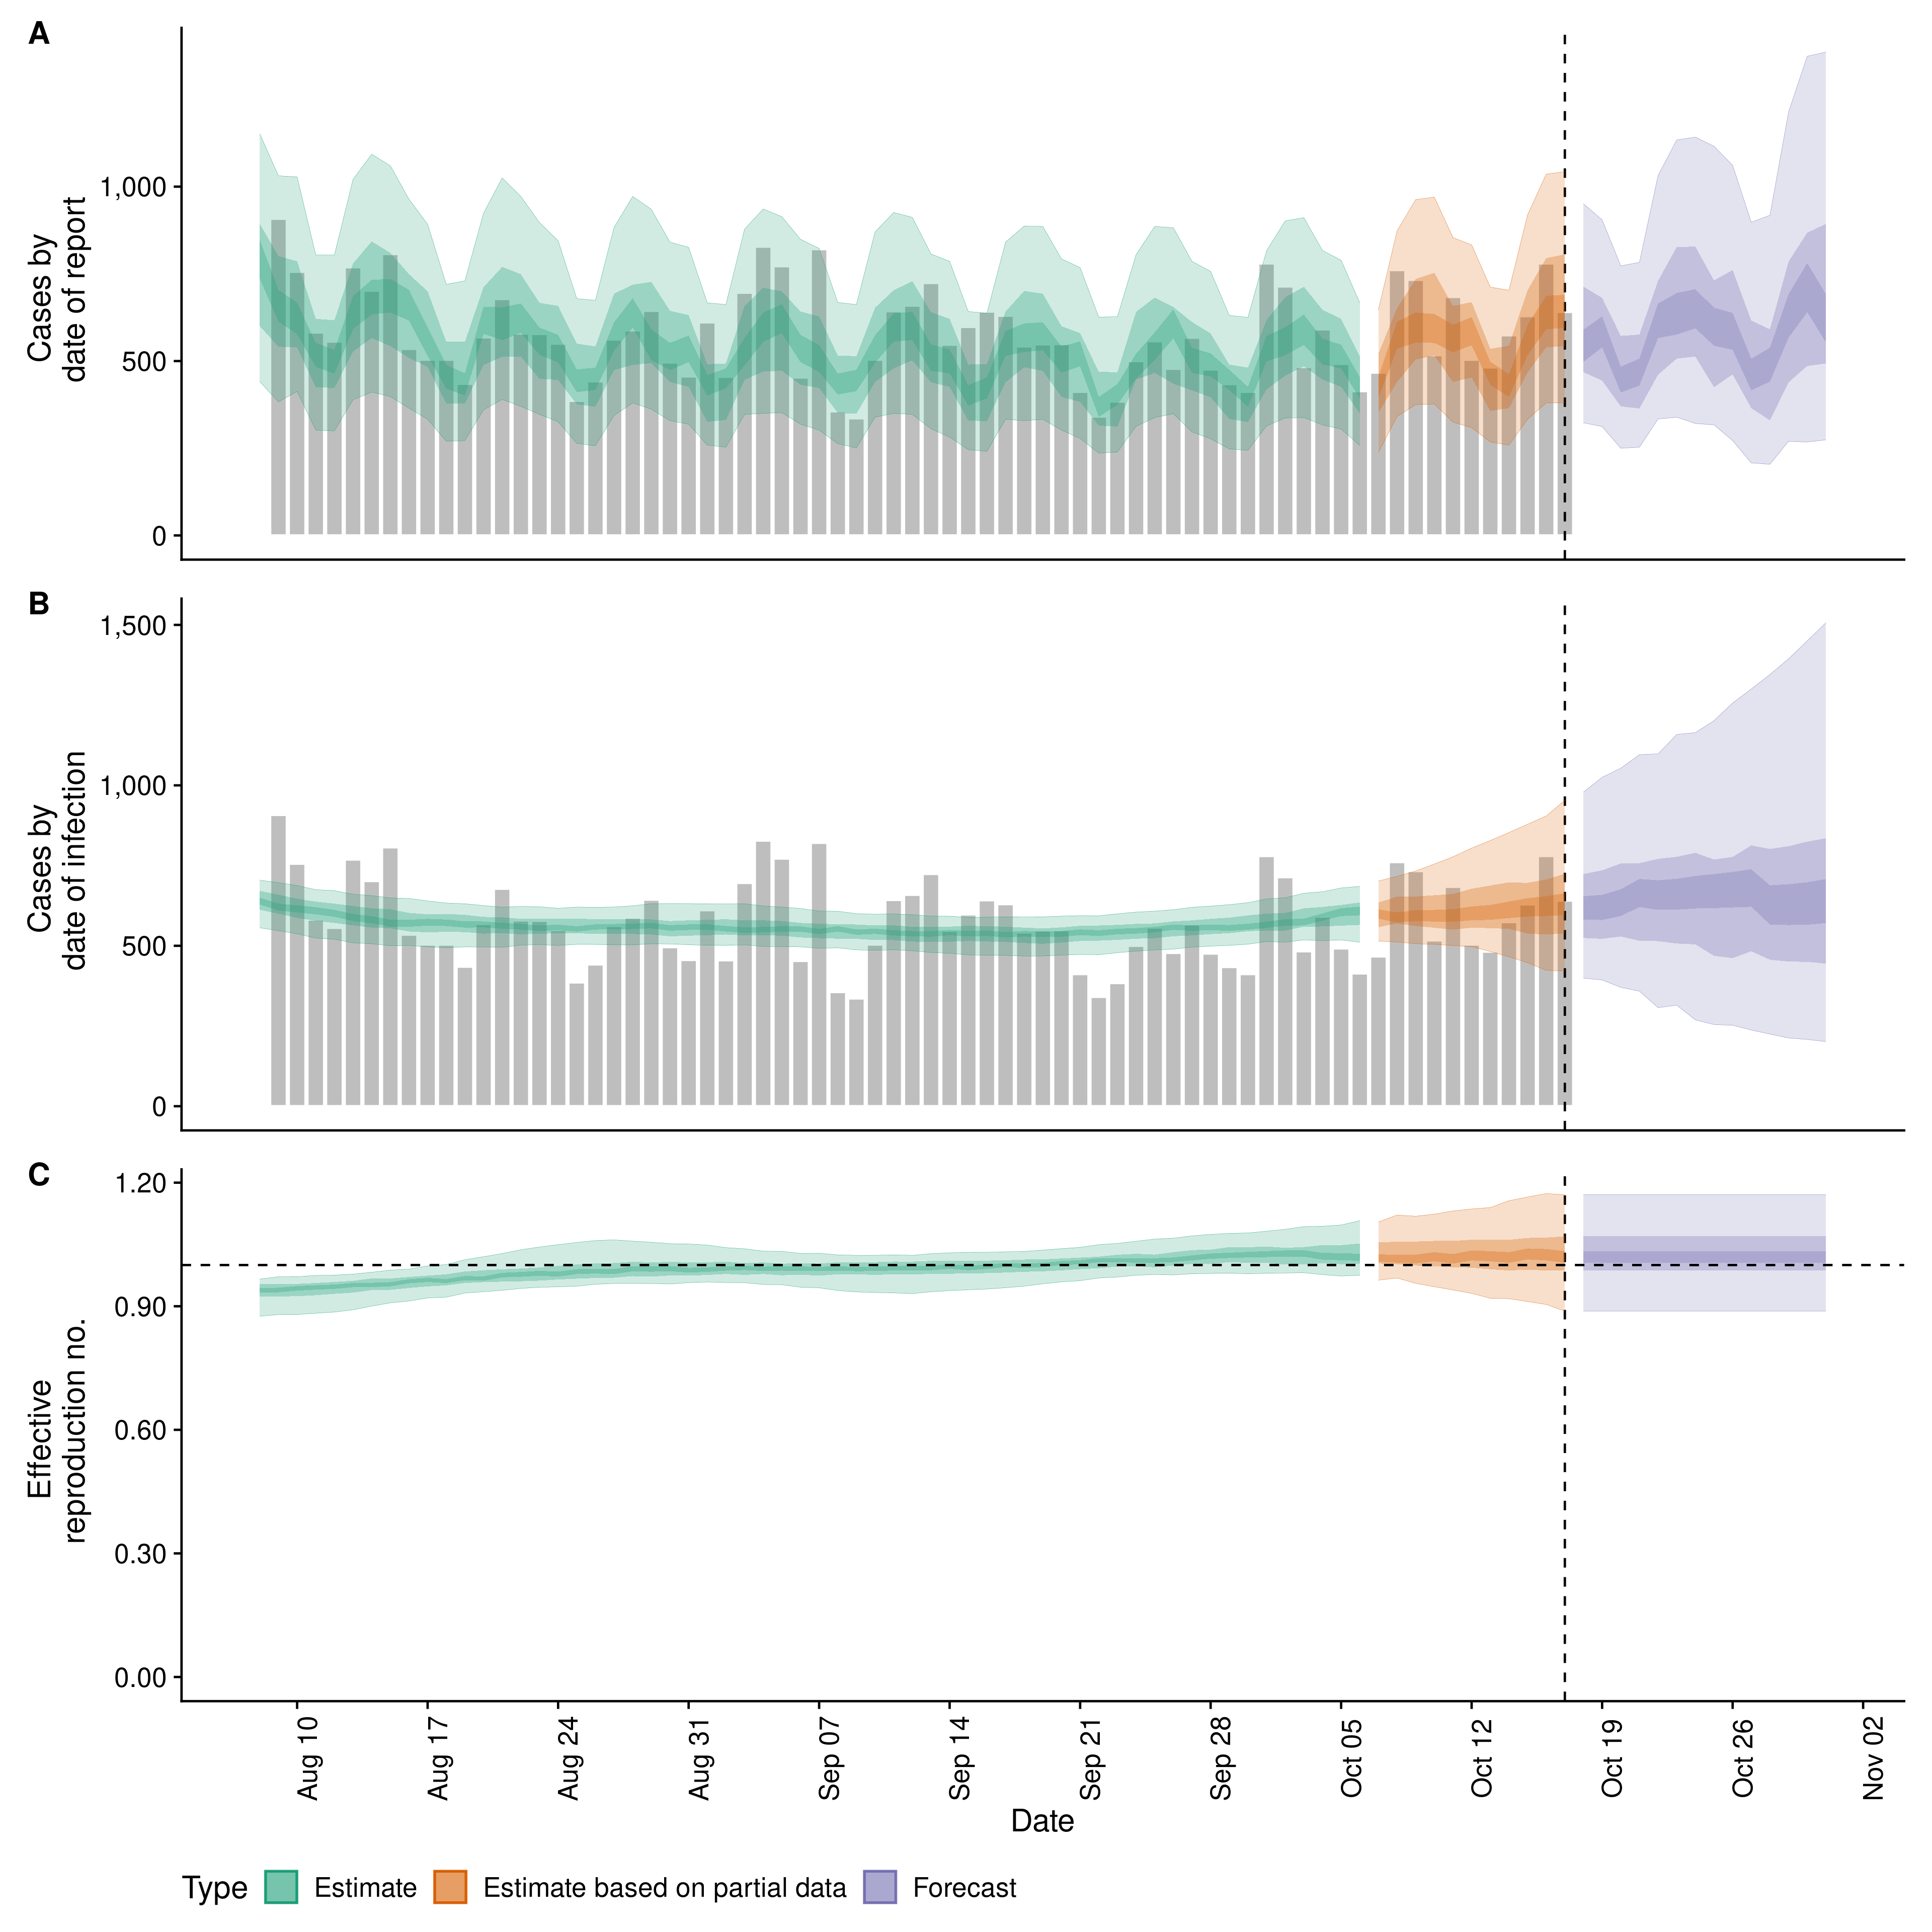 A
Cases by
date of report
1,000
500
0
B
Cases by
date of infection
1,500
1,000
500
0
C
Effective
reproduction no.
1.20
0.90
0.60
0.30
0.00
Aug 10
Aug 17
Aug 24
Aug 31
Sep 07
Sep 14
Sep 21
Sep 28
Oct 05
Oct 12
Oct 19
Oct 26
Nov 02
Date
Type Estimate Estimate based on partial data Forecast